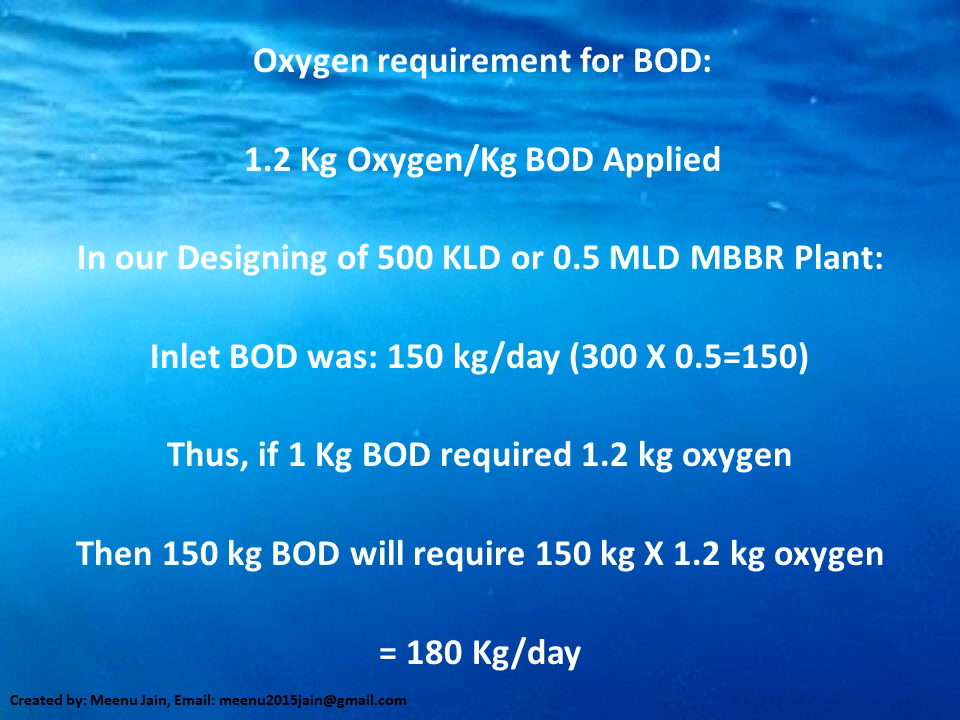 Oxygen requirement for BOD:
1.2 Kg Oxygen/Kg BOD Applied
In our Designing of 500 KLD or 0.5 MLD MBBR Plant:
Inlet BOD was: 150 kg/day (300 X 0.5=150)
Thus, if 1 Kg BOD required 1.2 kg oxygen
Then 150 kg BOD will require 150 kg X 1.2 kg oxygen
= 180 Kg/day
Created by: Meenu Jain, Email: meenu2015jain@gmail.com